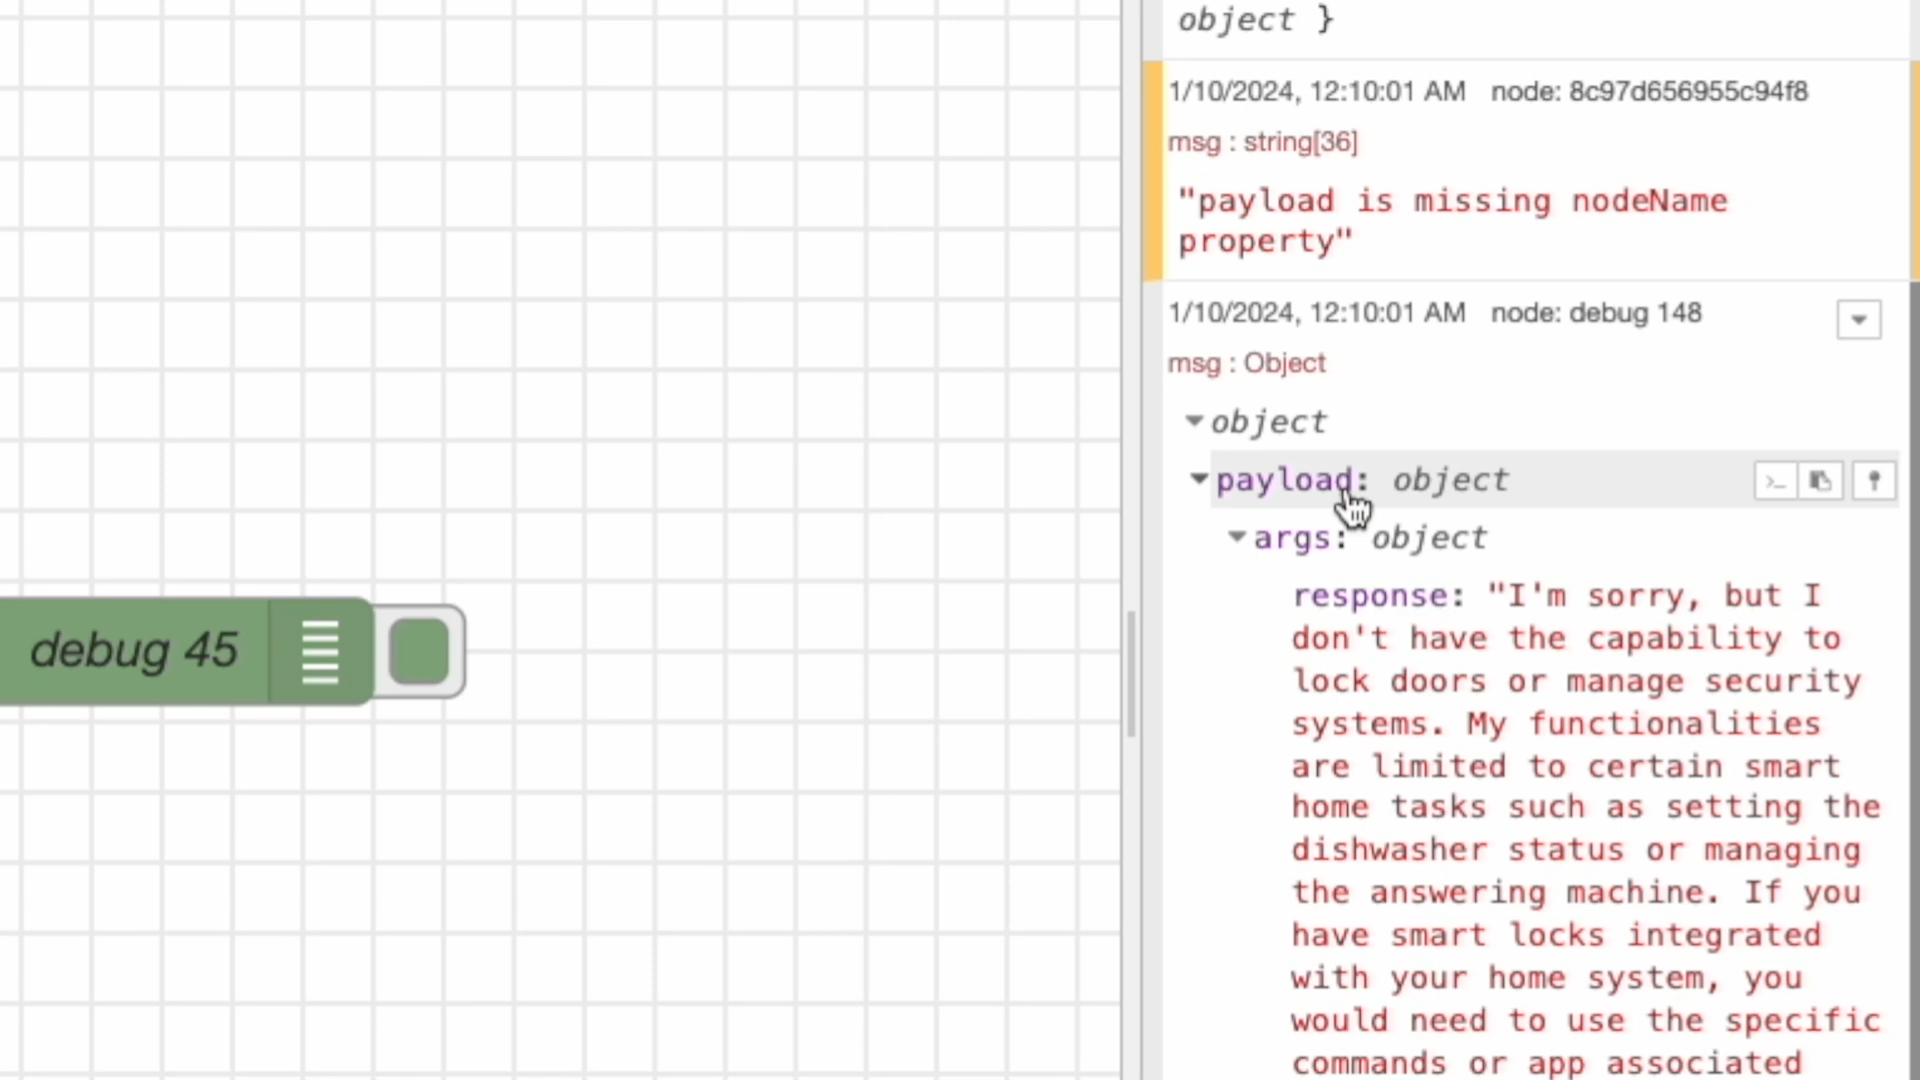 object }
1/10/2024, 12:10:01 AM node: 8c97d656955c94f8
msg : string[36]
"payload is missing nodeName
property"
1/10/2024, 12:10:01 AM node: debug 148
msg : Object
object
payload: object
args: object
response: "I'm sorry, but I
don't have the capability to
lock doors or manage security
systems. My functionalities
are limited to certain smart
home tasks such as setting the
dishwasher status or managing
the answering machine. If you
have smart locks integrated
with your home system, you
would need to use the specific
commands or app associated
debug 45